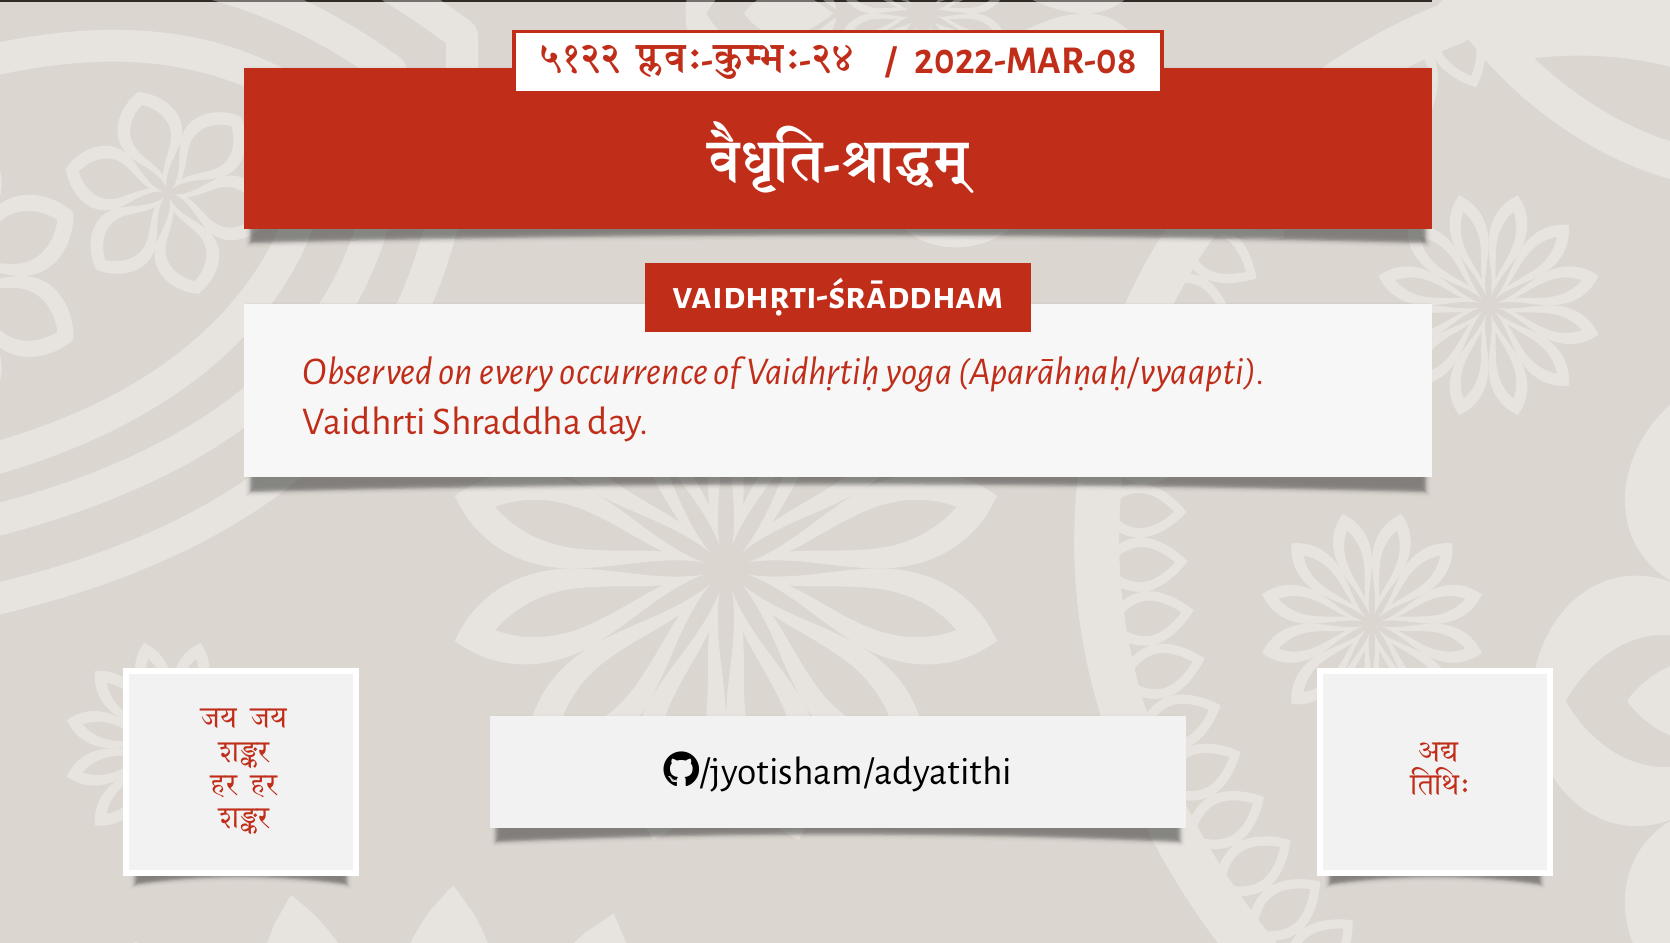 ५१२२ प्लवः-कुम्भः-२४ / 2022-MAR-08
वैधृति-श्राद्धम्
VAIDHṚTI-ŚRĀDDHAM
Observed on every occurrence of Vaidhṛtiḥ yoga (Aparāhṇaḥ/vyaapti).
Vaidhrti Shraddha day.
जय जय
शङ्कर
हर हर
शङ्कर
/jyotisham/adyatithi
अद्य
तिथिः